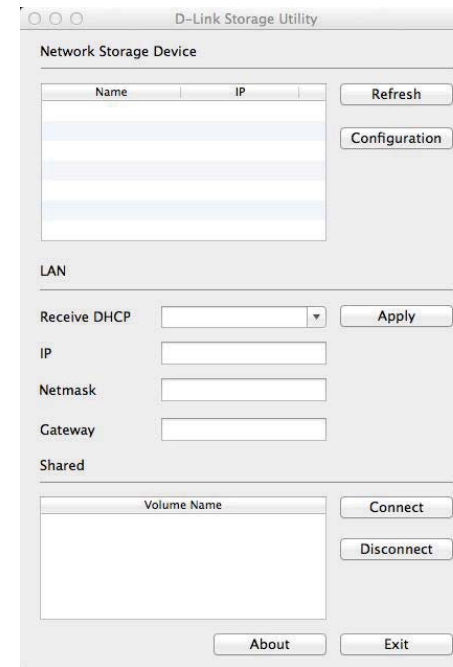 D-Link Storage Utility
Network Storage Device
Name IP
Refresh
Configuration
LAN
Receive DHCP
Apply
IP
Netmask
Gateway
Shared
Volume Name
Connect
Disconnect
About Exit